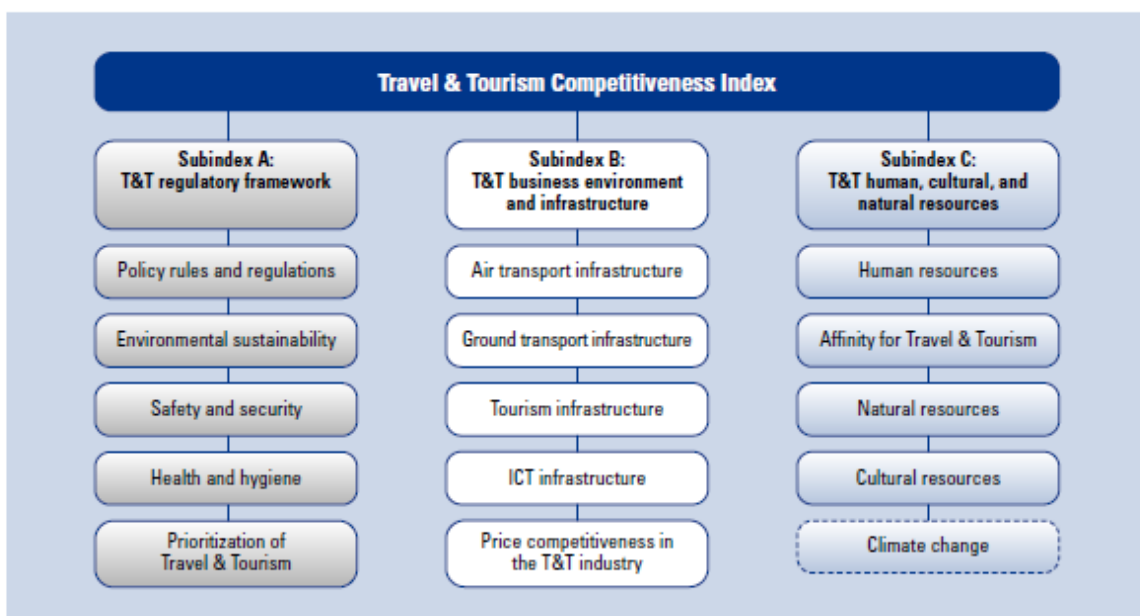 Travel & Tourism Competitiveness Index
Subindex A:
T&T regulatory framework
Policy rules and regulations
Environmental sustainability
Safety and security
Health and hygiene
Prioritization of
Travel & Tourism
Subindex B:
T&T business environment
and infrastructure
Air transport infrastructure
Ground transport infrastructure
Tourism infrastructure
ICT infrastructure
Price competitiveness in
the T&T industry
Subindex C:
T&T human, cultural, and
natural resources
Human resources
Affinity for Travel & Tourism
Natural resources
Cultural resources
Climate change